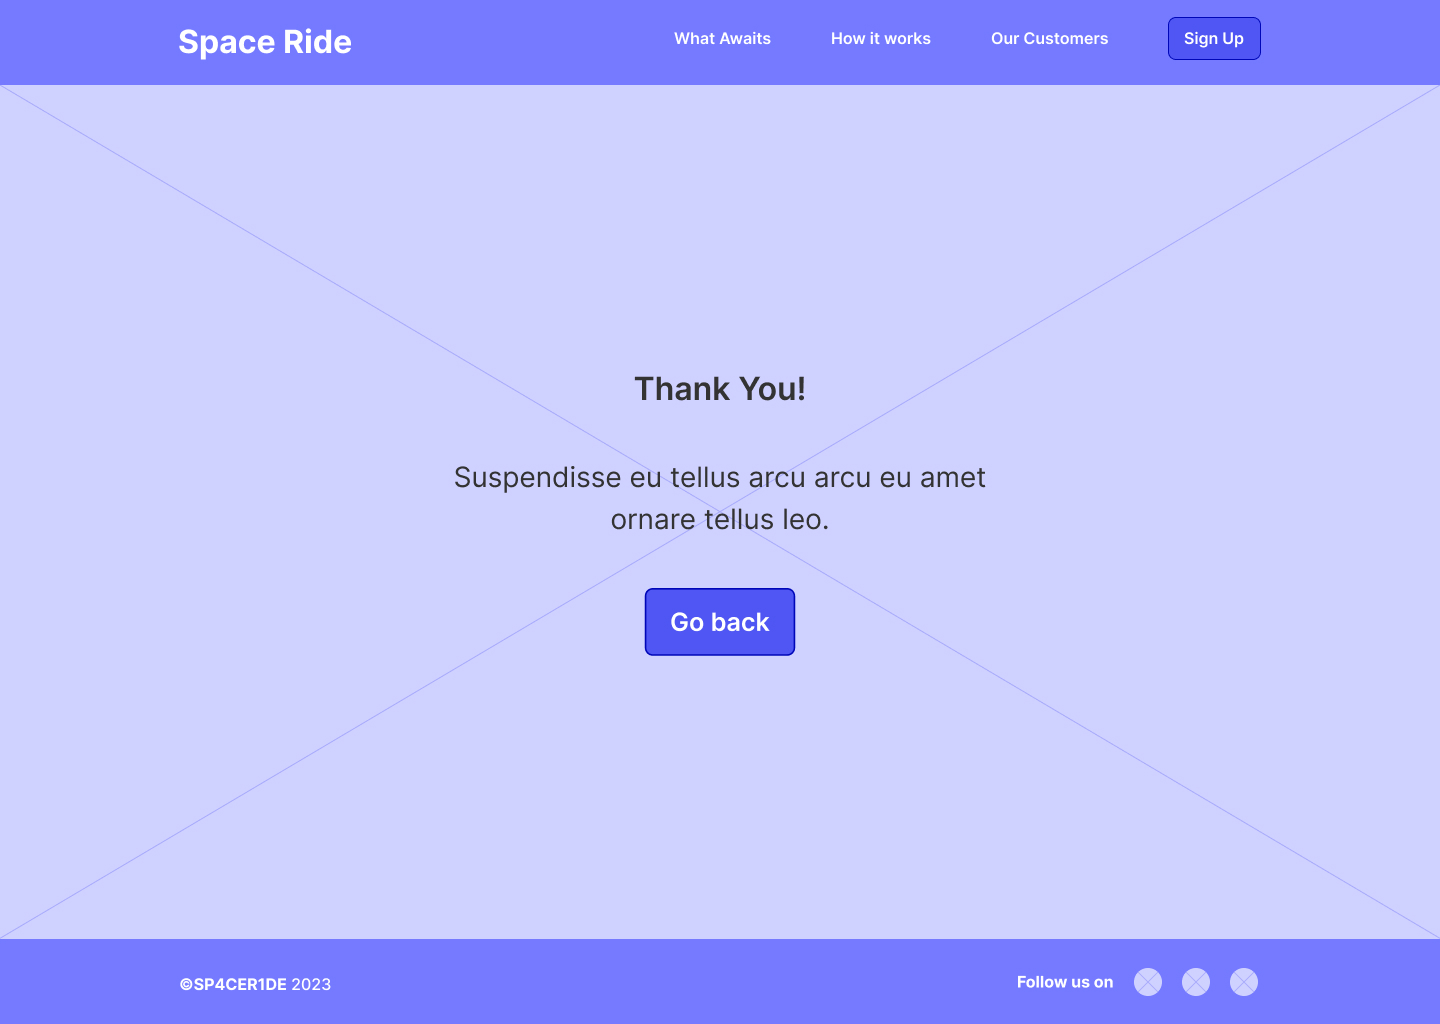 Space Ride
What Awaits
How it works
Our Customers
Sign Up
Thank You!
Suspendisse eu tellus arcu arcu eu amet
ornare tellus leo.
Go back
©SP4CER1DE 2023
Follow us on